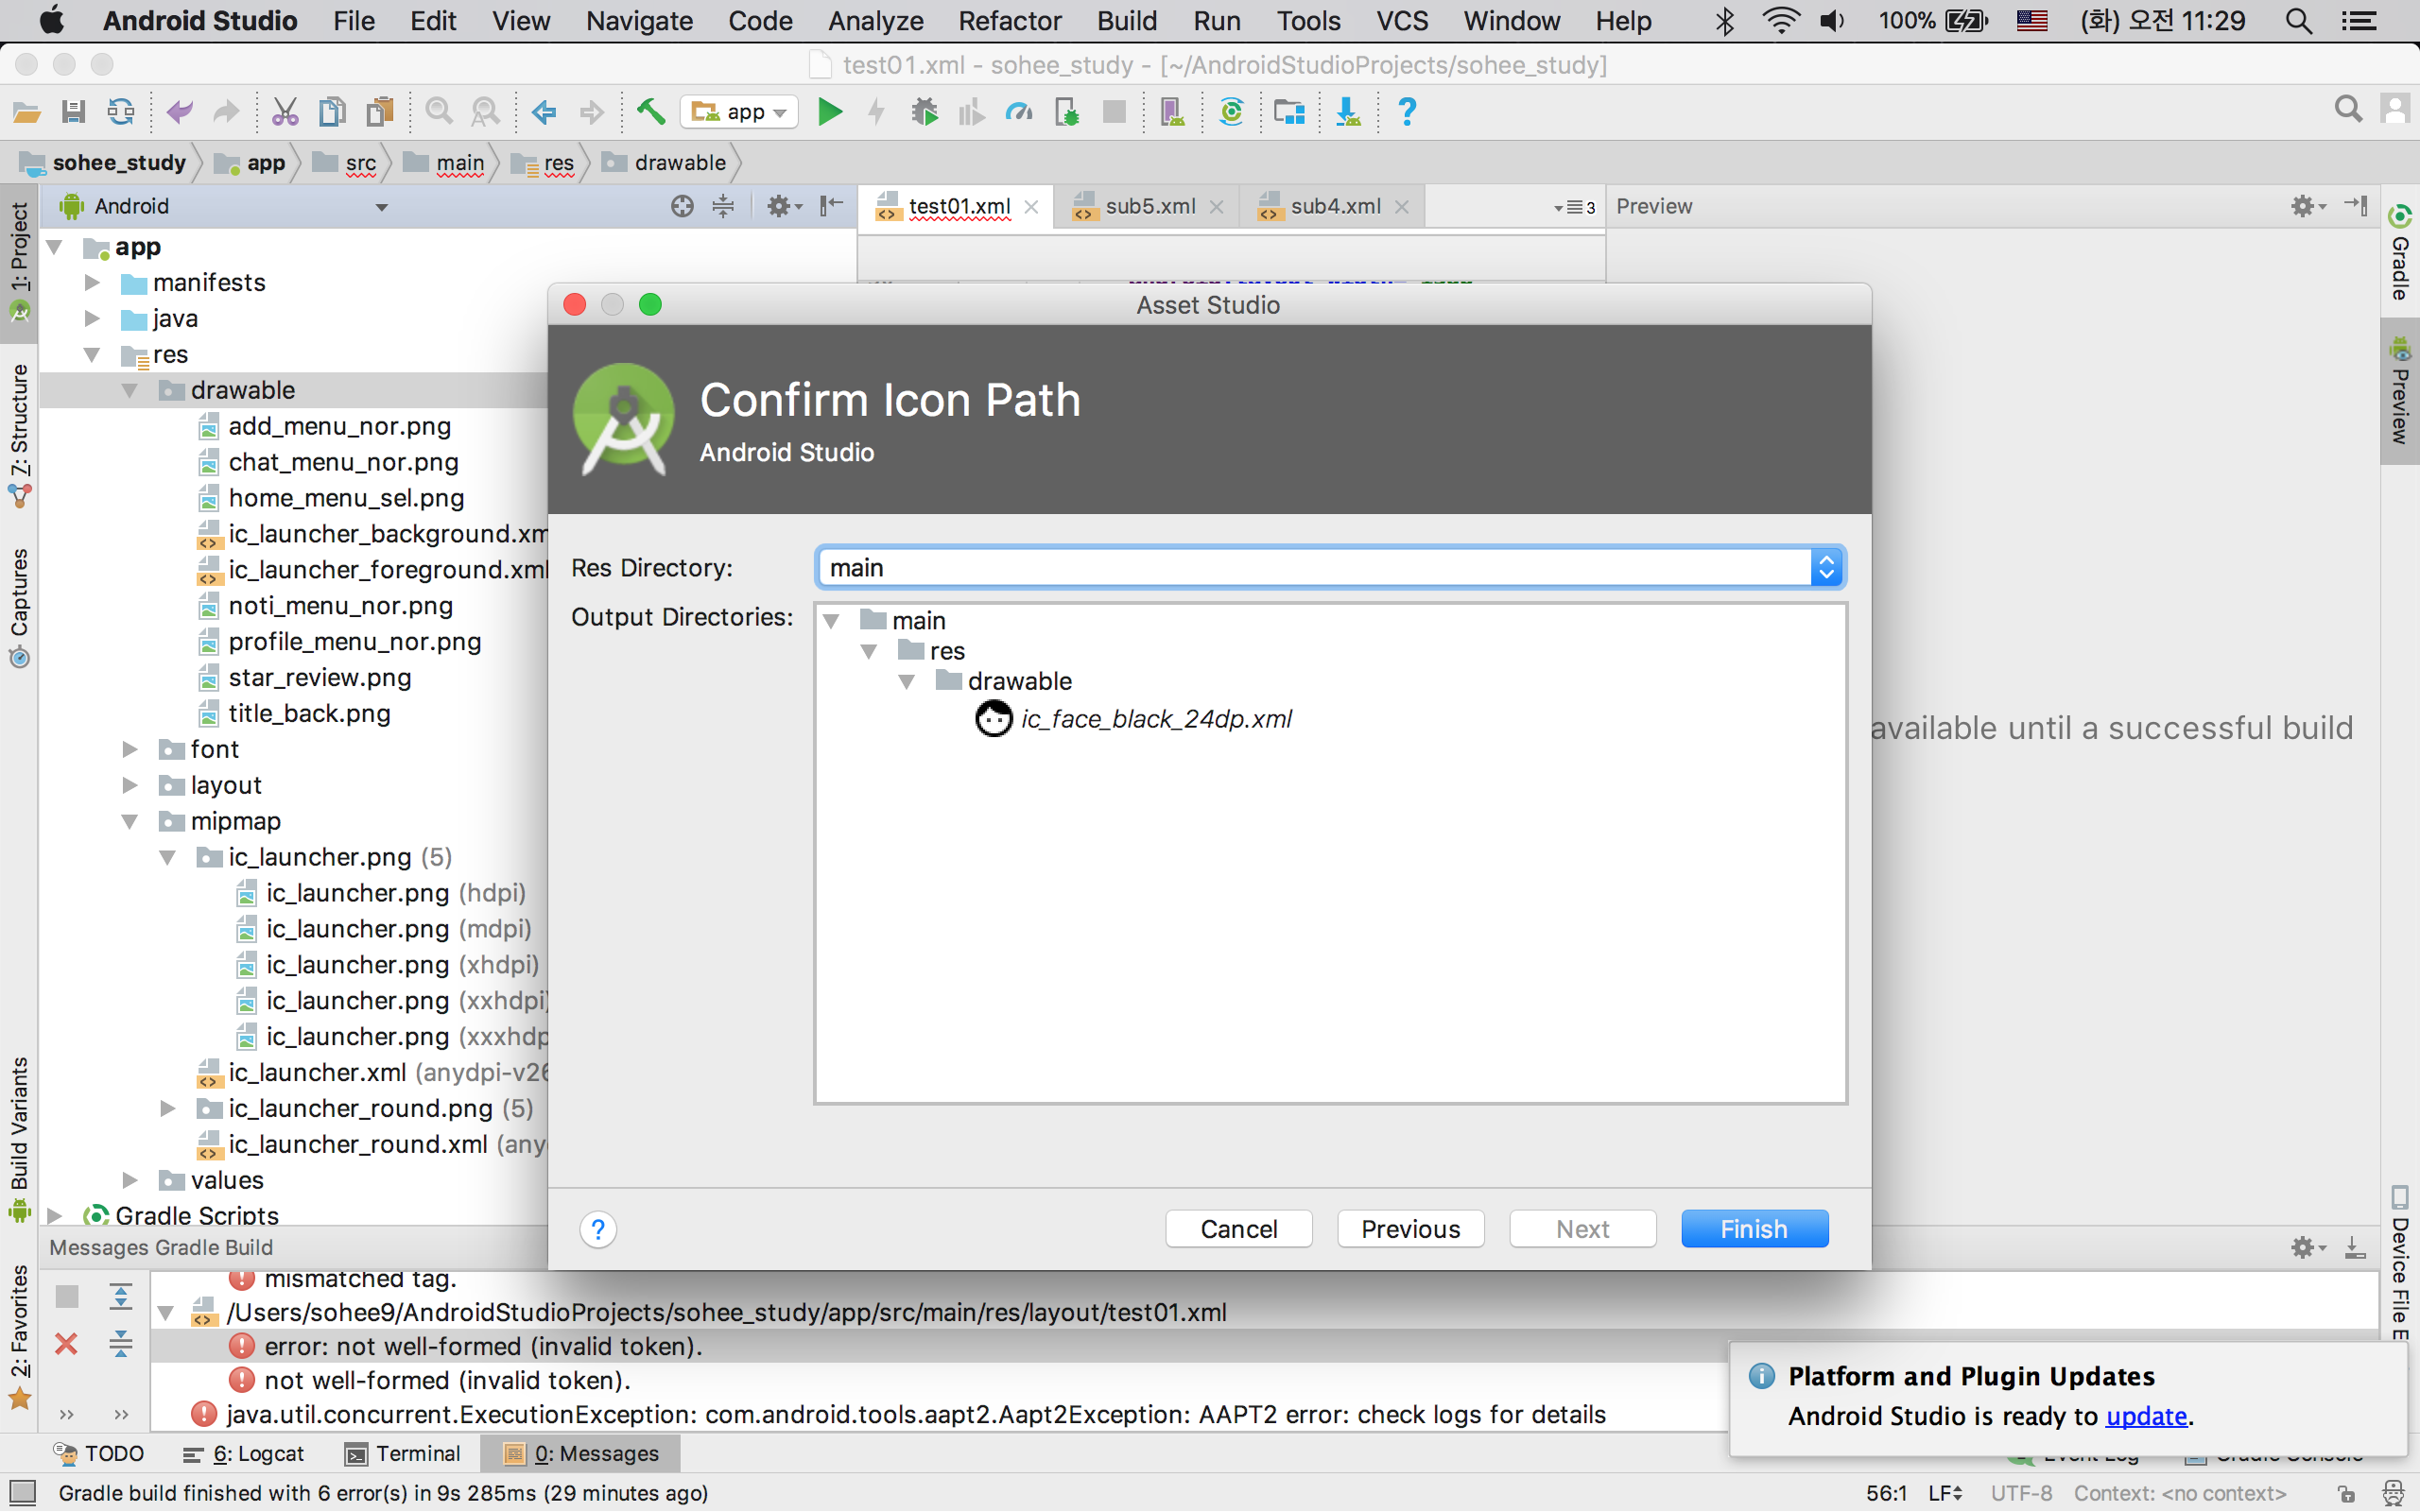 Android Studio File Edit View Navigate Code Analyze Refactor Build Run Tools VCS Window Help 100% (화) 오전 11:29
test01.xml - sohee_study - [~/AndroidStudioProjects/sohee_study]
app
sohee_study app src main res drawable
Android
test01.xml sub5.xml sub4.xml 3 Preview
1: Project
7: Structure
Captures
Build Variants
2: Favorites
app
manifests
java
res
drawable
add_menu_nor.png
chat_menu_nor.png
home_menu_sel.png
ic_launcher_background.xm
ic_launcher_foreground.xml
noti_menu_nor.png
profile_menu_nor.png
star_review.png
title_back.png
font
layout
mipmap
ic_launcher.png (5)
ic_launcher.png (hdpi)
ic_launcher.png (mdpi)
ic_launcher.png (xhdpi)
ic_launcher.png (xxhdpi)
ic_launcher.png (xxxhdp
ic_launcher.xml (anydpi-v26
ic_launcher_round.png (5)
ic_launcher_round.xml (any
values
Gradle Scripts
Asset Studio
Confirm Icon Path
Android Studio
Res Directory: main
Output Directories:
main
res
drawable
ic_face_black_24dp.xml
? Cancel Previous Next Finish
available until a successful build
Gradle
Preview
Device File E
Messages Gradle Build
mismatched tag.
/Users/sohee9/AndroidStudioProjects/sohee_study/app/src/main/res/layout/test01.xml
error: not well-formed (invalid token).
not well-formed (invalid token).
java.util.concurrent.ExecutionException: com.android.tools.aapt2.Aapt2Exception: AAPT2 error: check logs for details
Platform and Plugin Updates
Android Studio is ready to update.
TODO 6: Logcat Terminal 0: Messages
Gradle build finished with 6 error(s) in 9s 285ms (29 minutes ago) 56:1 LF UTF-8 Context: <no context>